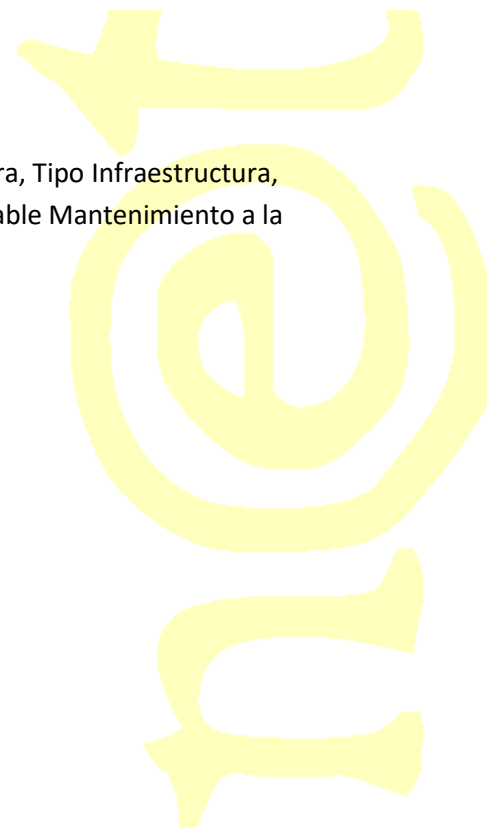 ra, Tipo Infraestructura,
able Mantenimiento a la
n@t